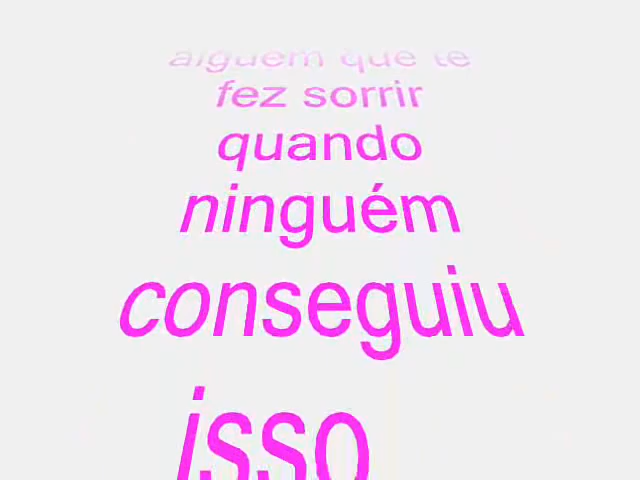 alguém que te
fez sorrir
quando
ninguém
conseguiu
isso